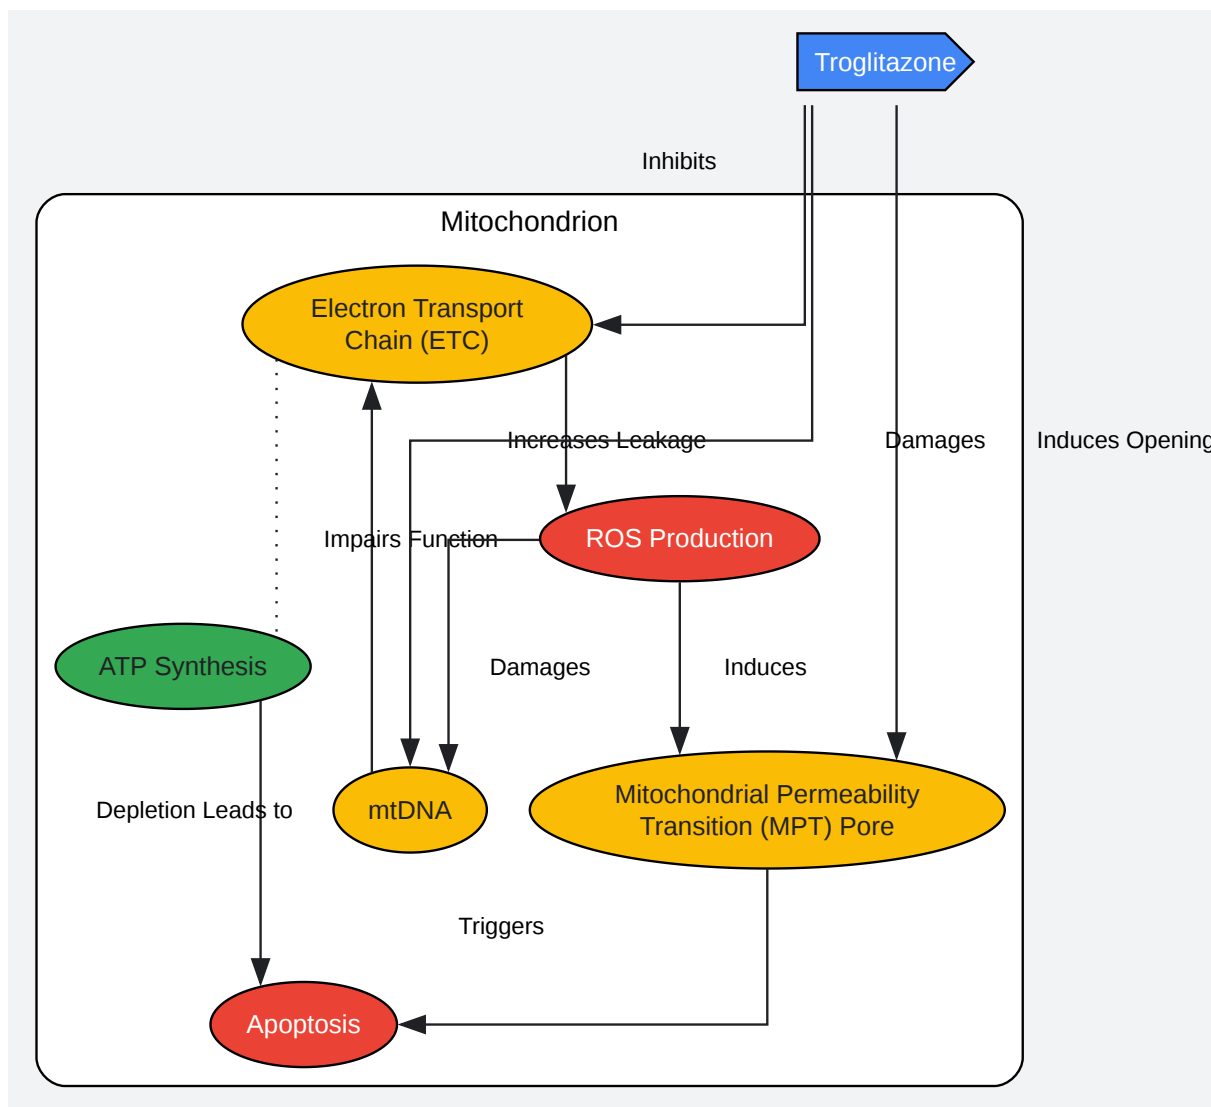 Troglitazone
Inhibits
Mitochondrion
Electron Transport
Chain (ETC)
Increases Leakage
Damages
Induces Opening
Impairs Function
ROS Production
ATP Synthesis
Damages
Induces
Depletion Leads to
mtDNA
Mitochondrial Permeability
Transition (MPT) Pore
Triggers
Apoptosis